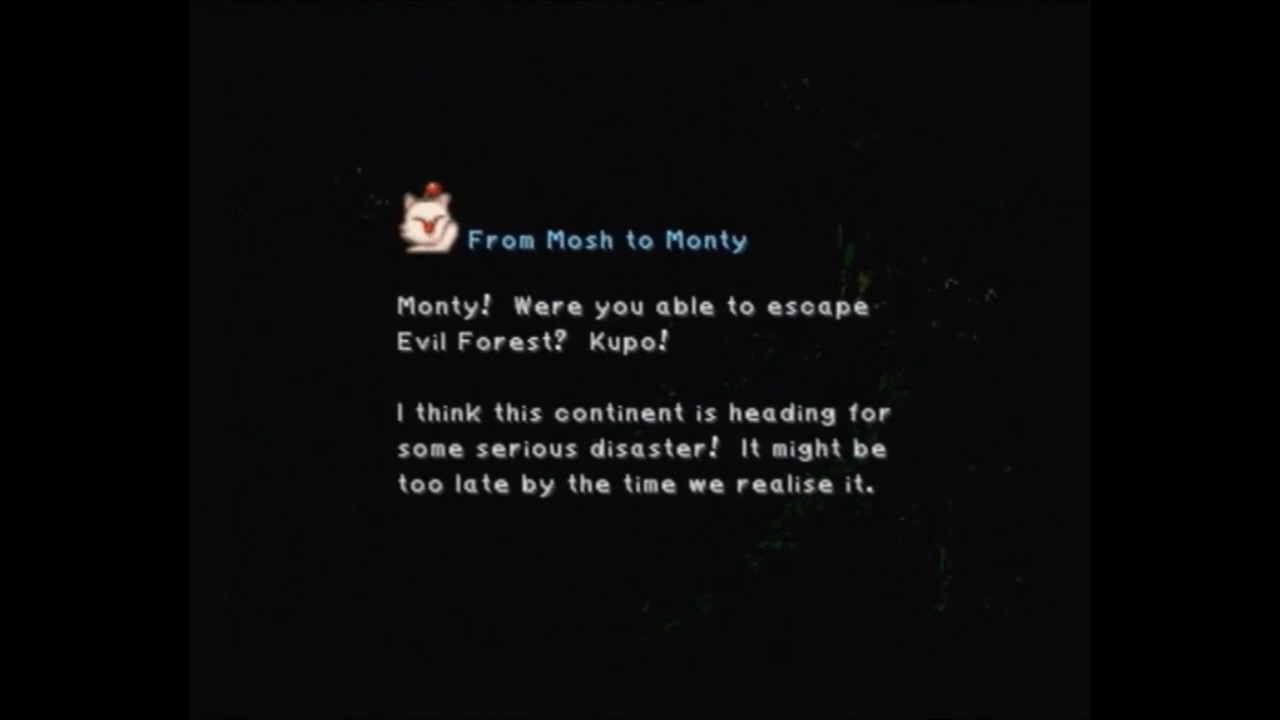 From Mosh to Monty
Monty! Were you able to escape
Evil Forest? Kupo!
I think this continent is heading for
some serious disaster! It might be
too late by the time we realise it.